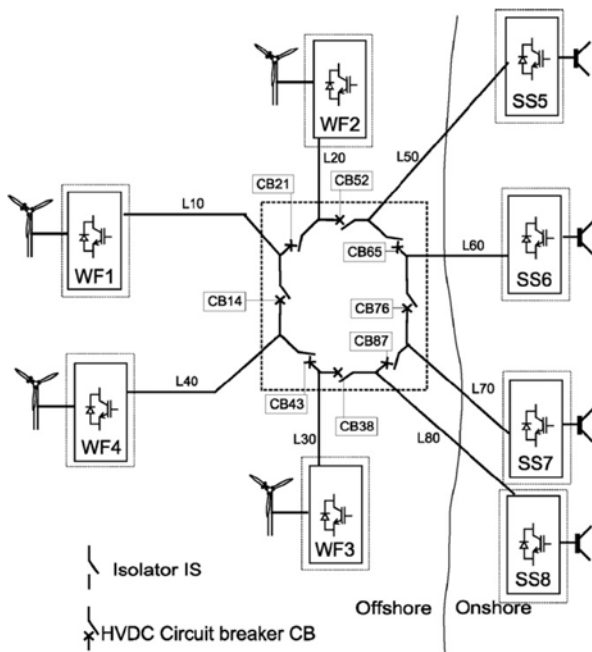 SS5
WF2
L20
L50
CB21
CB52
L10
WF1
CB65
L60
SS6
CB14
CB76
CB87
L40
WF4
CB43
CB38
L70
L30
L80
SS7
WF3
SS8
Isolator IS
Offshore Onshore
HVDC Circuit breaker CB